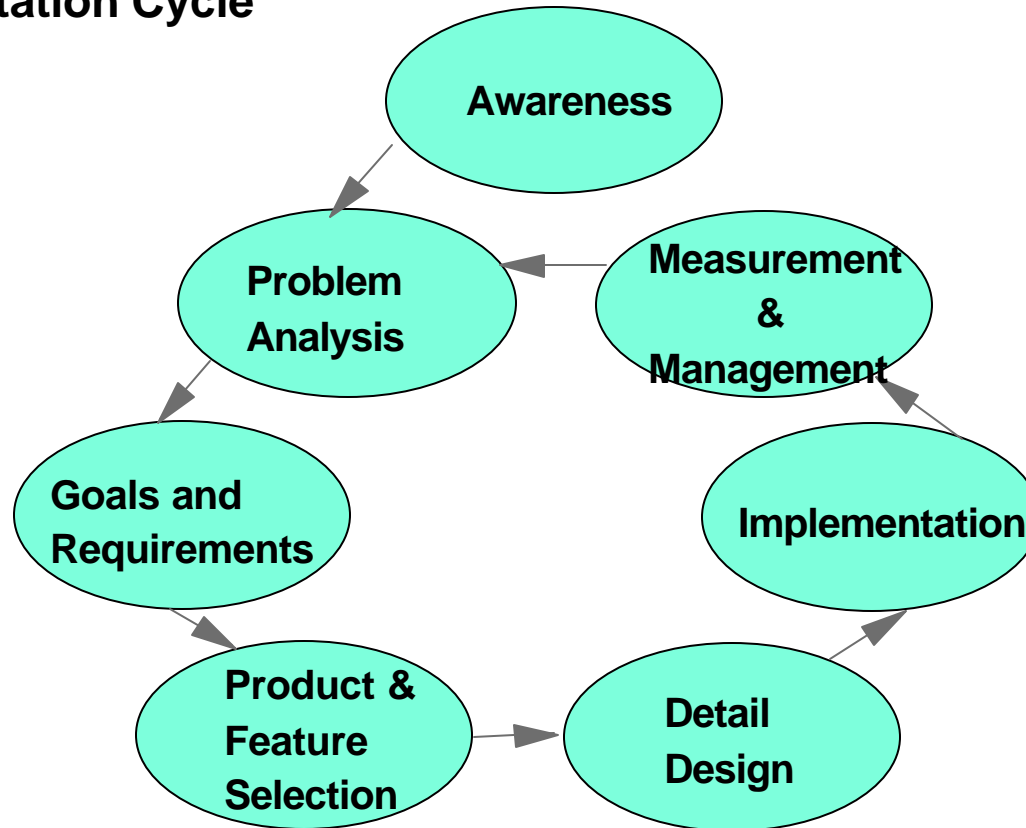 tation Cycle
Awareness
Problem
Analysis
Measurement
&
Management
Goals and
Requirements
Implementation
Product &
Feature
Selection
Detail
Design